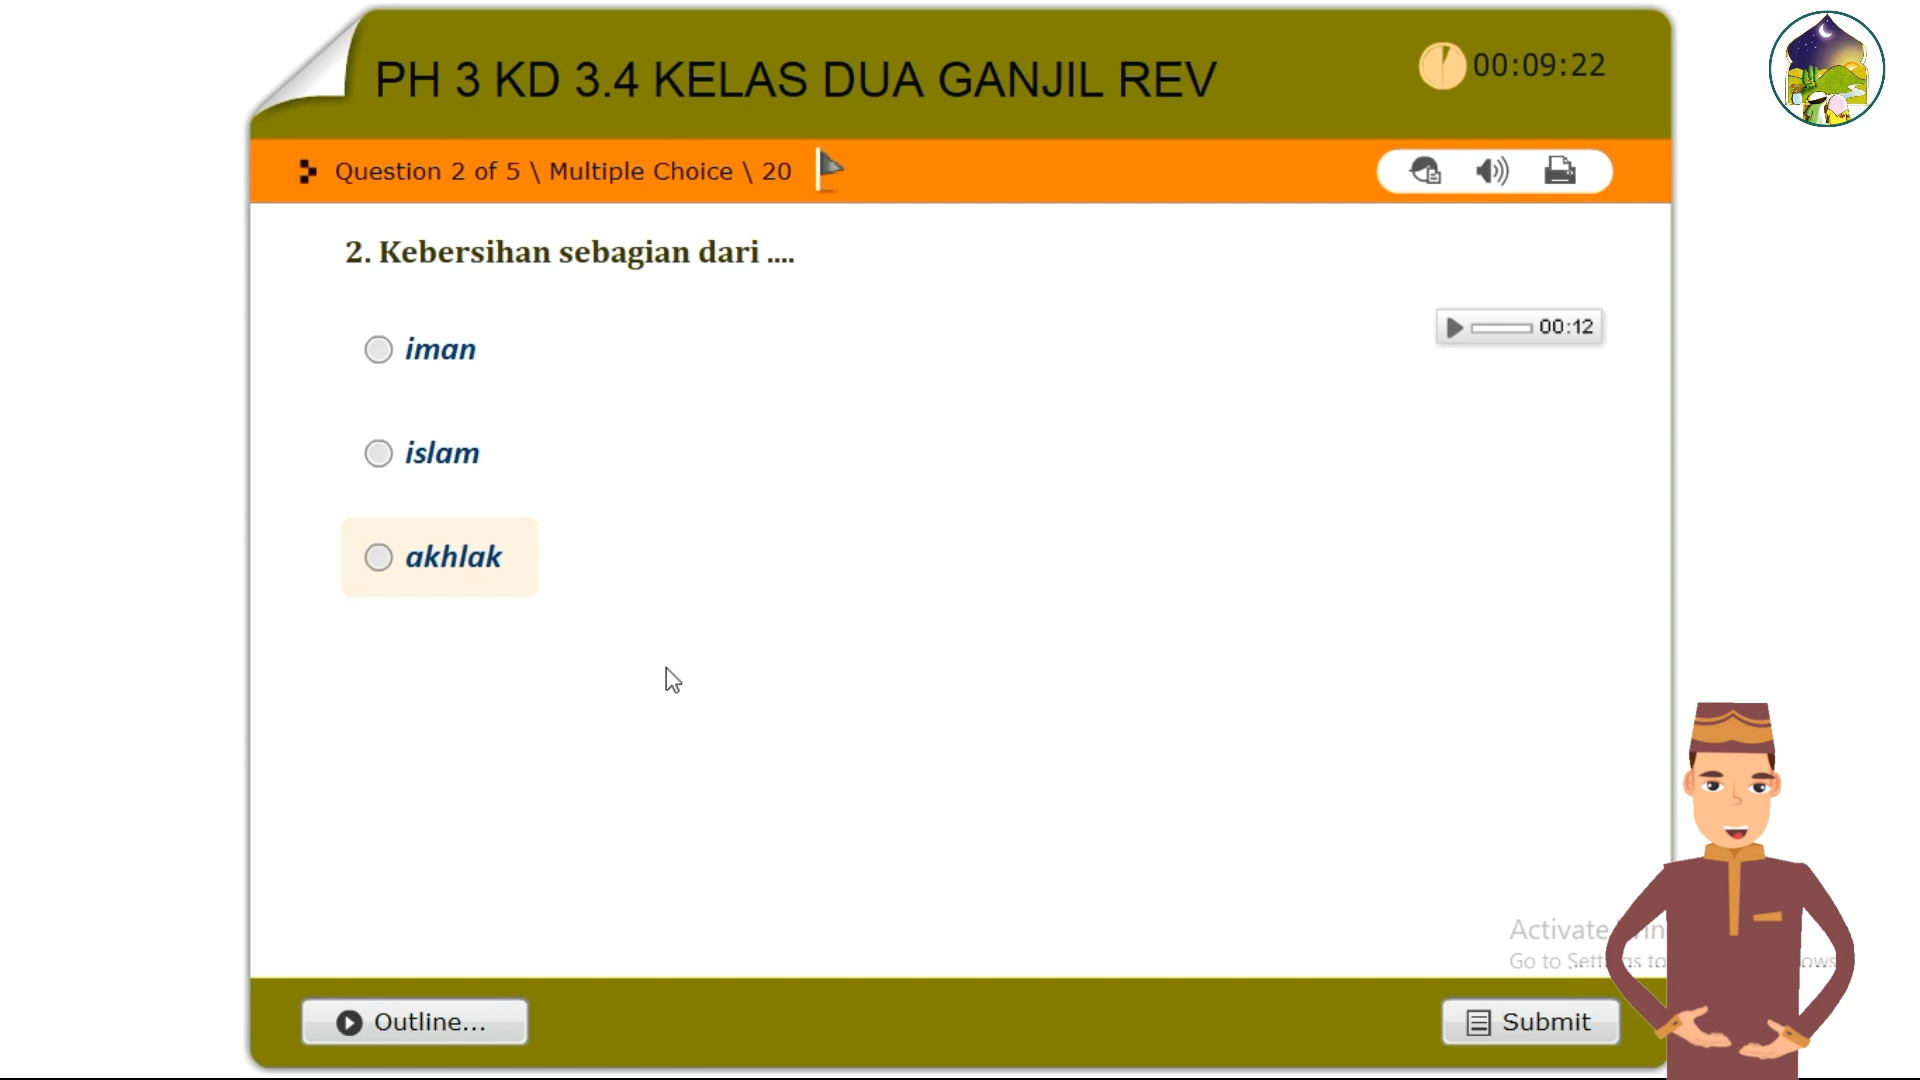 PH 3 KD 3.4 KELAS DUA GANJIL REV
00:09:22
Question 2 of 5 \ Multiple Choice \ 20
2. Kebersihan sebagian dari ....
00:12
iman
islam
akhlak
Activate
Go to
Outline...
Submit